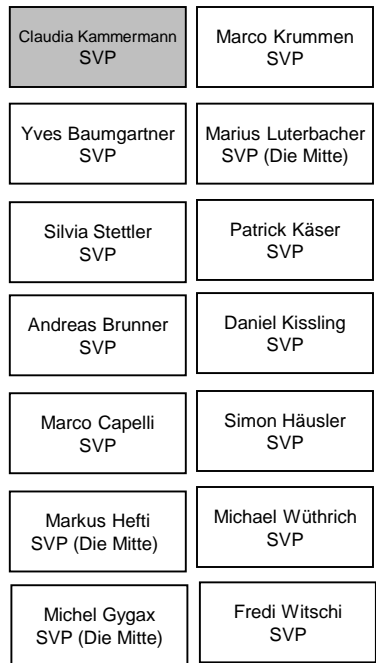 Claudia Kammermann
SVP
Marco Krummen
SVP
Yves Baumgartner
SVP
Marius Luterbacher
SVP (Die Mitte)
Silvia Stettler
SVP
Patrick Käser
SVP
Andreas Brunner
SVP
Daniel Kissling
SVP
Marco Capelli
SVP
Simon Häusler
SVP
Markus Hefti
SVP (Die Mitte)
Michael Wüthrich
SVP
Michel Gygax
SVP (Die Mitte)
Fredi Witschi
SVP